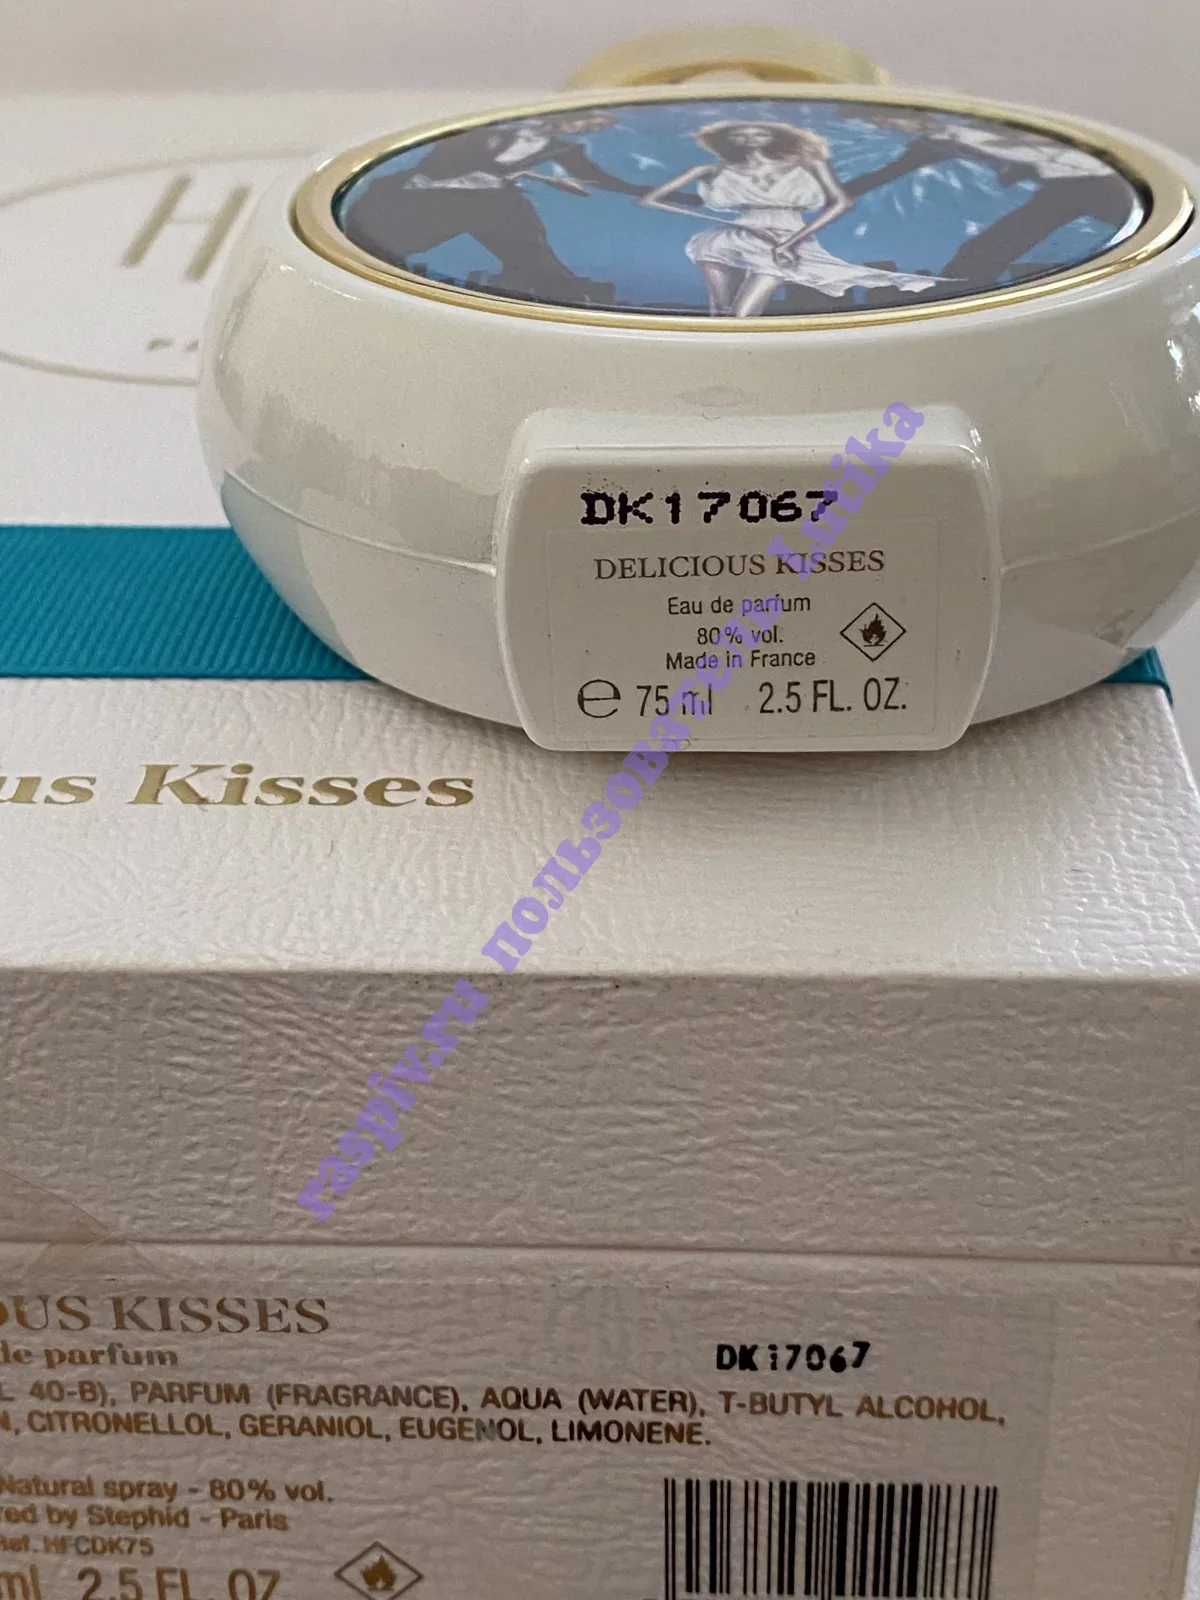 H
DK17067
DELICIOUS KISSES
Eau de parfum
80% vol.
Made in France
e 75 ml 2.5 FL. OZ.
us Kisses
raspiv.ru пользователь Lutika
OUS KISSES
de parfum
DK17067
L 40-B), PARFUM (FRAGRANCE), AQUA (WATER), T-BUTYL ALCOHOL,
N, CITRONELLOL, GERANIOL, EUGENOL, LIMONENE.
Natural spray - 80% vol.
red by Stephid - Paris
Ref. HFCDK75
ml 2.5 FL. OZ